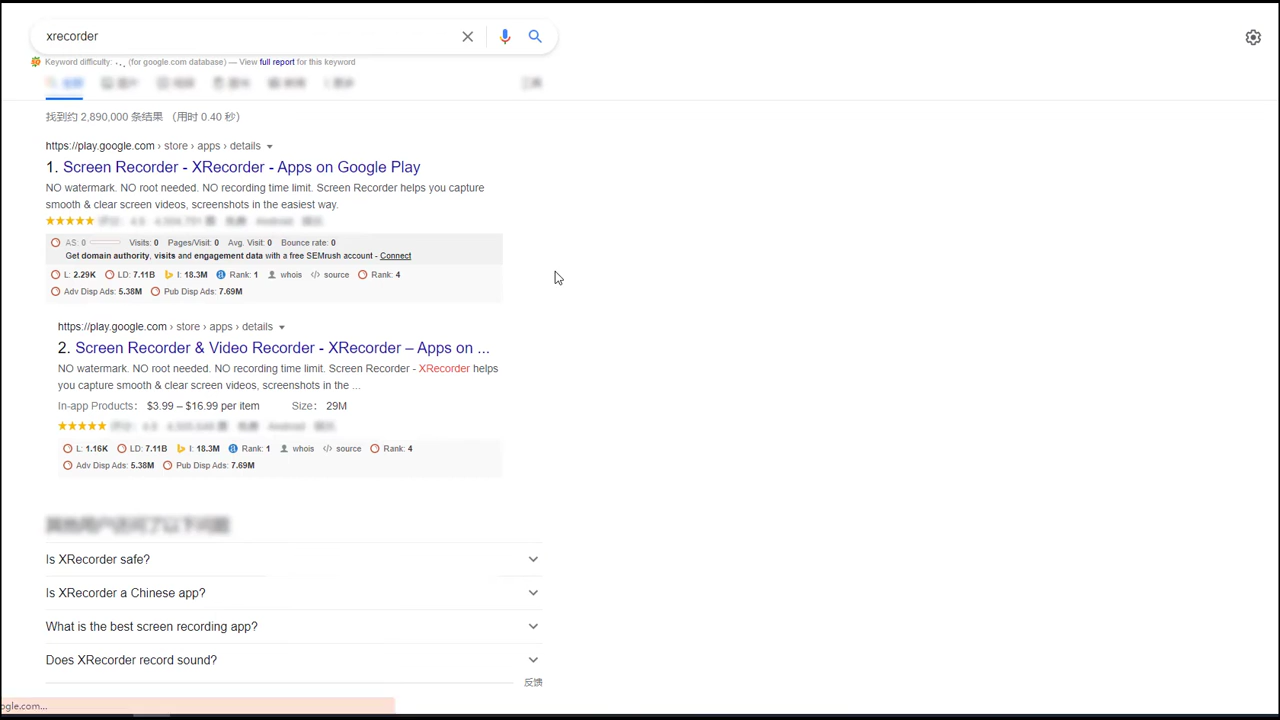 xrecorder
Keyword difficulty: . . (for google.com database) — View full report for this keyword
找到约 2,890,000 条结果 （用时 0.40 秒）
https://play.google.com › store › apps › details
1. Screen Recorder - XRecorder - Apps on Google Play
NO watermark. NO root needed. NO recording time limit. Screen Recorder helps you capture
smooth & clear screen videos, screenshots in the easiest way.
AS: 0 Visits: 0 Pages/Visit: 0 Avg. Visit: 0 Bounce rate: 0
Get domain authority, visits and engagement data with a free SEMrush account - Connect
L: 2.29K LD: 7.11B I: 18.3M Rank: 1 whois source Rank: 4
Adv Disp Ads: 5.38M Pub Disp Ads: 7.69M
https://play.google.com › store › apps › details
2. Screen Recorder & Video Recorder - XRecorder – Apps on ...
NO watermark. NO root needed. NO recording time limit. Screen Recorder - XRecorder helps
you capture smooth & clear screen videos, screenshots in the ...
In-app Products: $3.99 – $16.99 per item Size: 29M
L: 1.16K LD: 7.11B I: 18.3M Rank: 1 whois source Rank: 4
Adv Disp Ads: 5.38M Pub Disp Ads: 7.69M
Is XRecorder safe?
Is XRecorder a Chinese app?
What is the best screen recording app?
Does XRecorder record sound?
反馈
ogle.com...